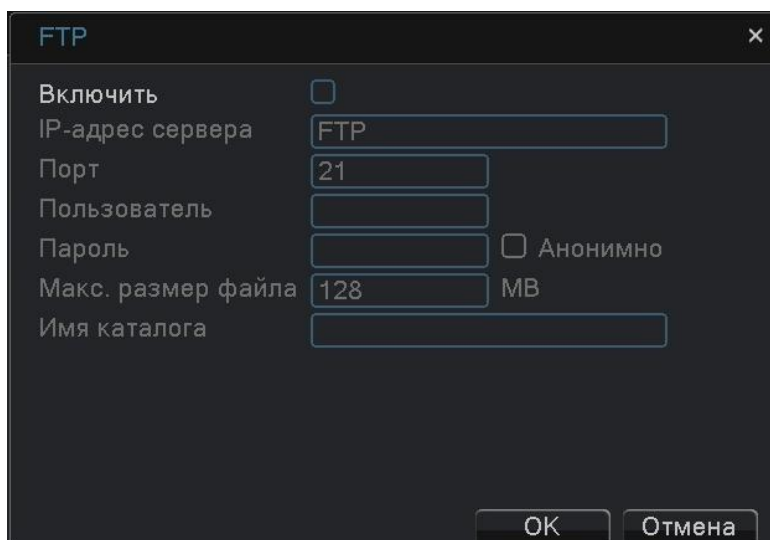 FTP ×
Включить
IP-адрес сервера FTP
Порт 21
Пользователь
Пароль Анонимно
Макс. размер файла 128 MB
Имя каталога
OK Отмена